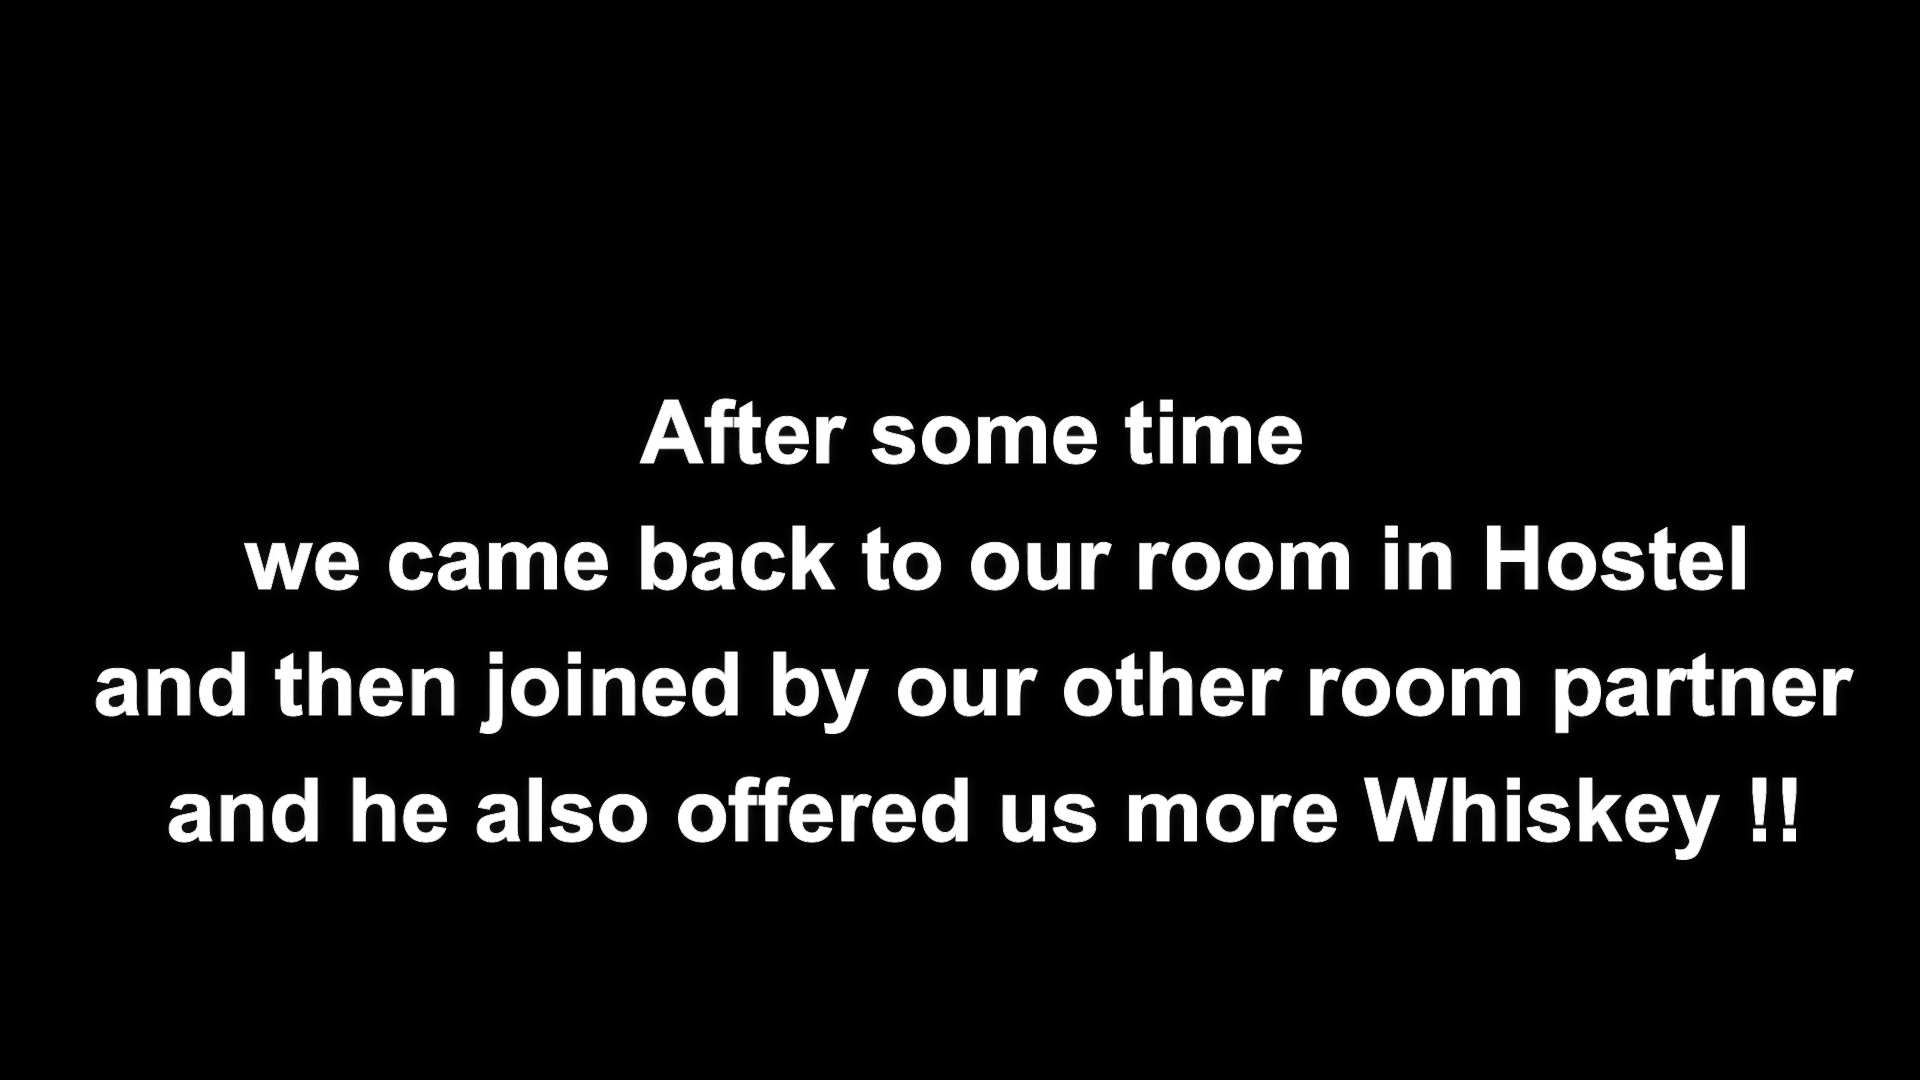 After some time
we came back to our room in Hostel
and then joined by our other room partner
and he also offered us more Whiskey !!